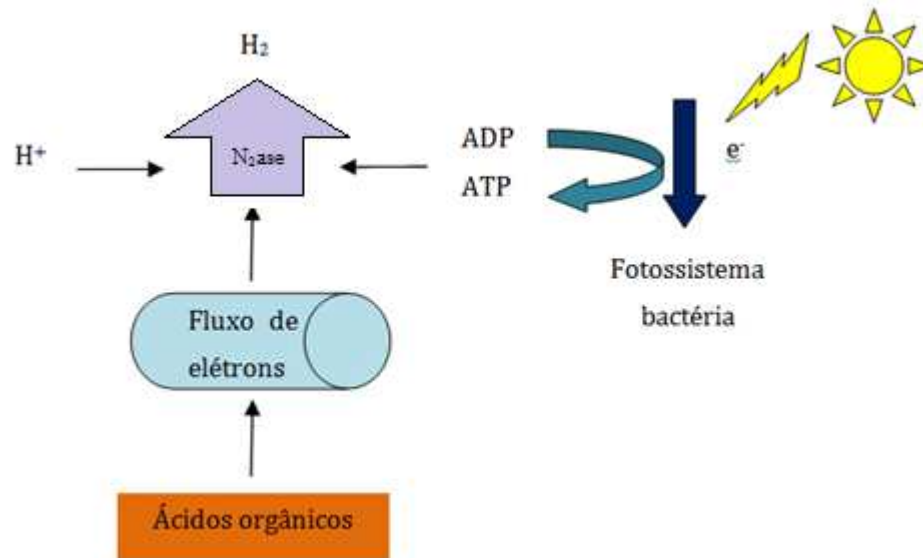 H₂
H⁺
N₂ase
ADP
ATP
e⁻
Fotossistema
bactéria
Fluxo de
elétrons
Ácidos orgânicos